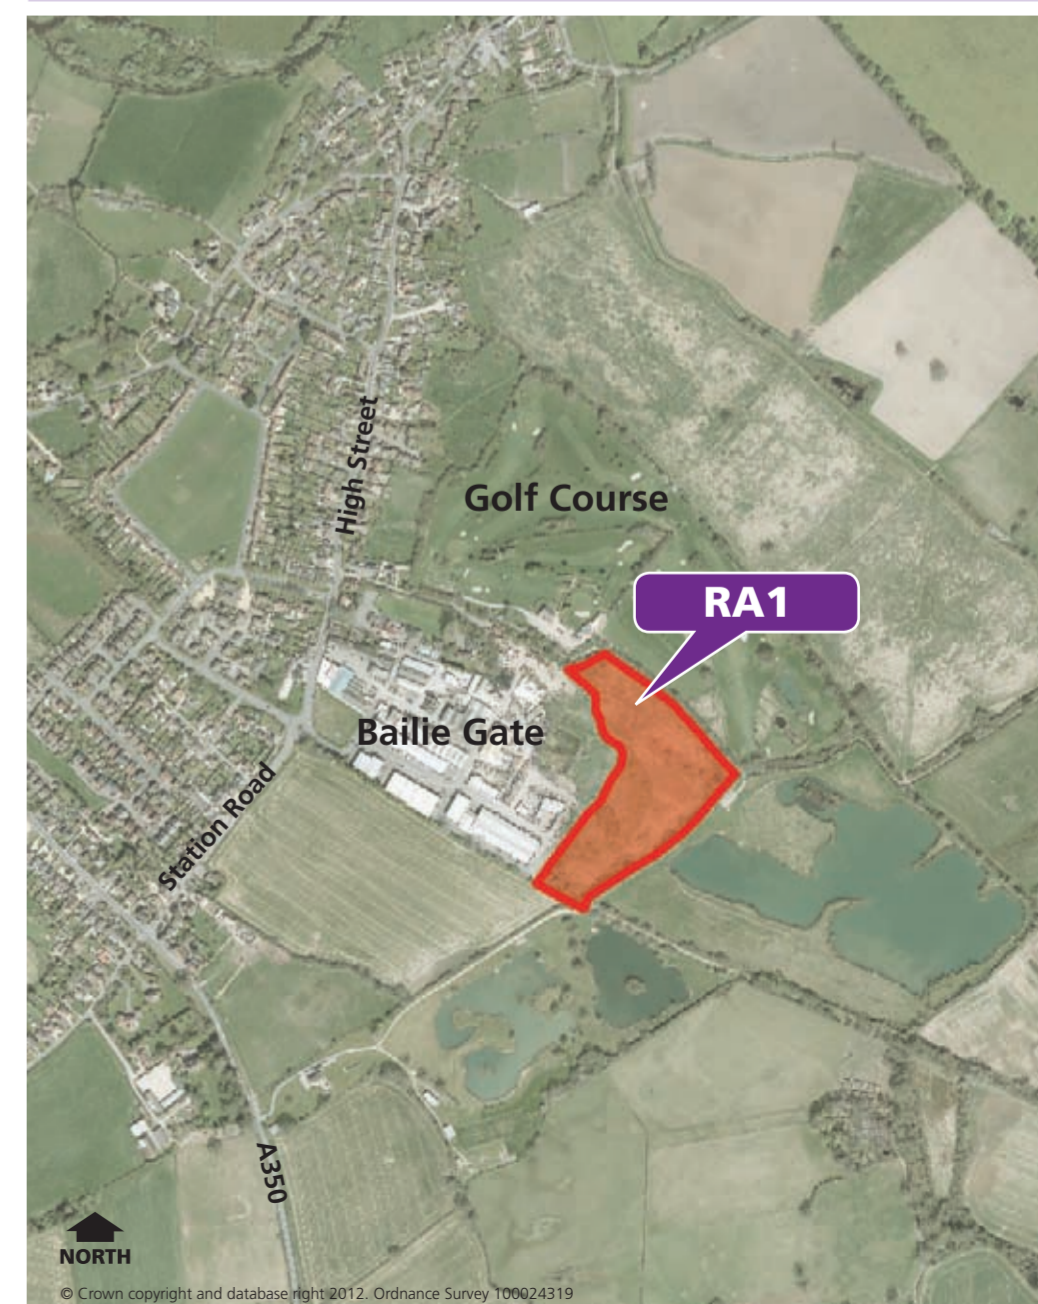 High Street
Golf Course
RA1
Bailie Gate
Station Road
A350
NORTH
© Crown copyright and database right 2012. Ordnance Survey 100024319